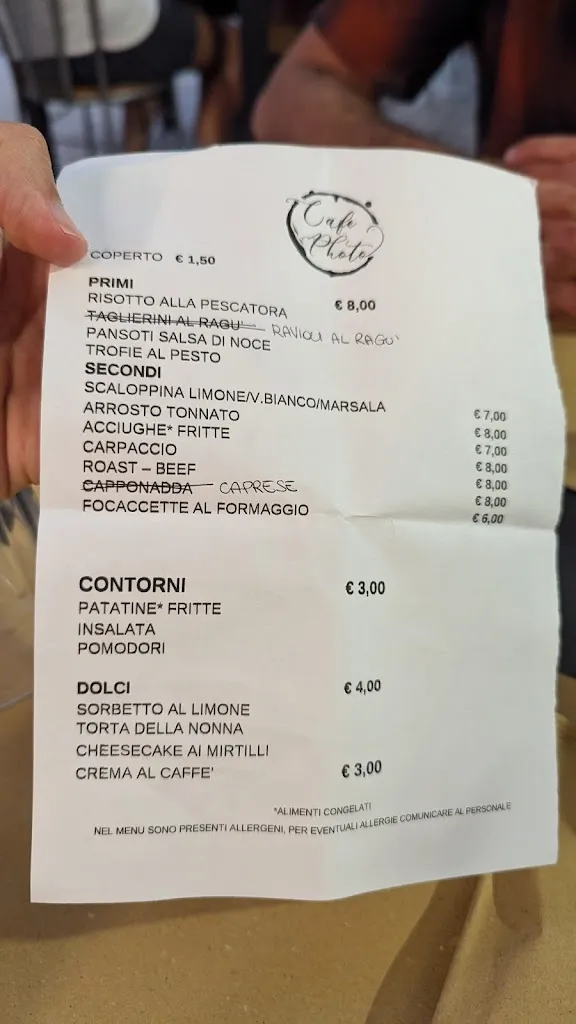 Café
Photo
COPERTO € 1,50
PRIMI
RISOTTO ALLA PESCATORA € 8,00
TAGLIERINI AL RAGU' RAVIOLI AL RAGU'
PANSOTI SALSA DI NOCE
TROFIE AL PESTO
SECONDI
SCALOPPINA LIMONE/V.BIANCO/MARSALA € 7,00
ARROSTO TONNATO € 8,00
ACCIUGHE* FRITTE € 7,00
CARPACCIO € 8,00
ROAST – BEEF € 8,00
CAPPONADDA CAPRESE € 8,00
FOCACCETTE AL FORMAGGIO € 6,00
CONTORNI € 3,00
PATATINE* FRITTE
INSALATA
POMODORI
DOLCI € 4,00
SORBETTO AL LIMONE
TORTA DELLA NONNA
CHEESECAKE AI MIRTILLI
CREMA AL CAFFE' € 3,00
*ALIMENTI CONGELATI
NEL MENU SONO PRESENTI ALLERGENI, PER EVENTUALI ALLERGIE COMUNICARE AL PERSONALE